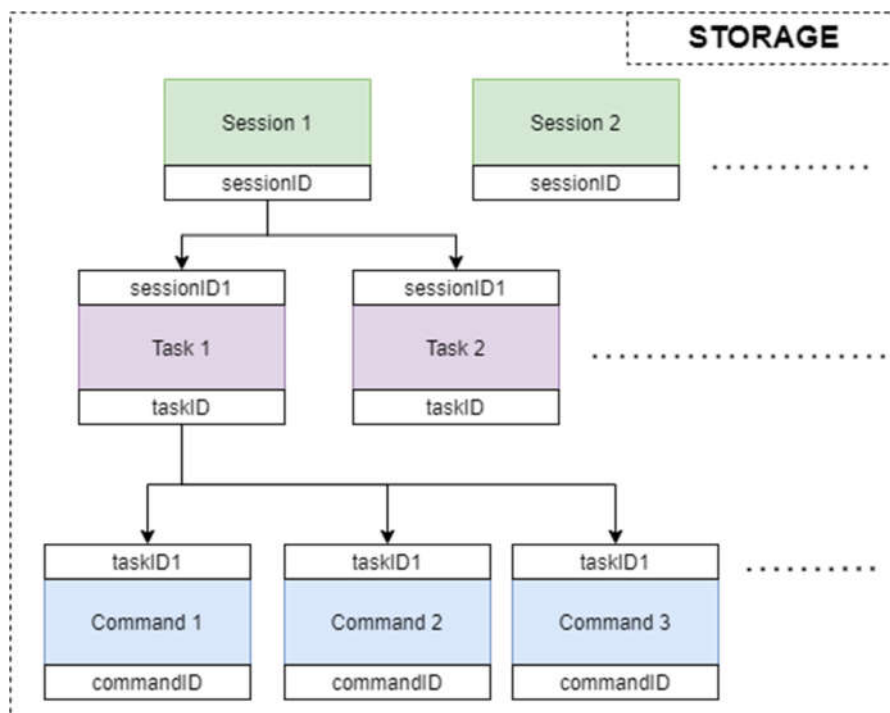 STORAGE
Session 1
Session 2
sessionID
sessionID
sessionID1
sessionID1
Task 1
Task 2
taskID
taskID
taskID1
taskID1
taskID1
Command 1
Command 2
Command 3
commandID
commandID
commandID